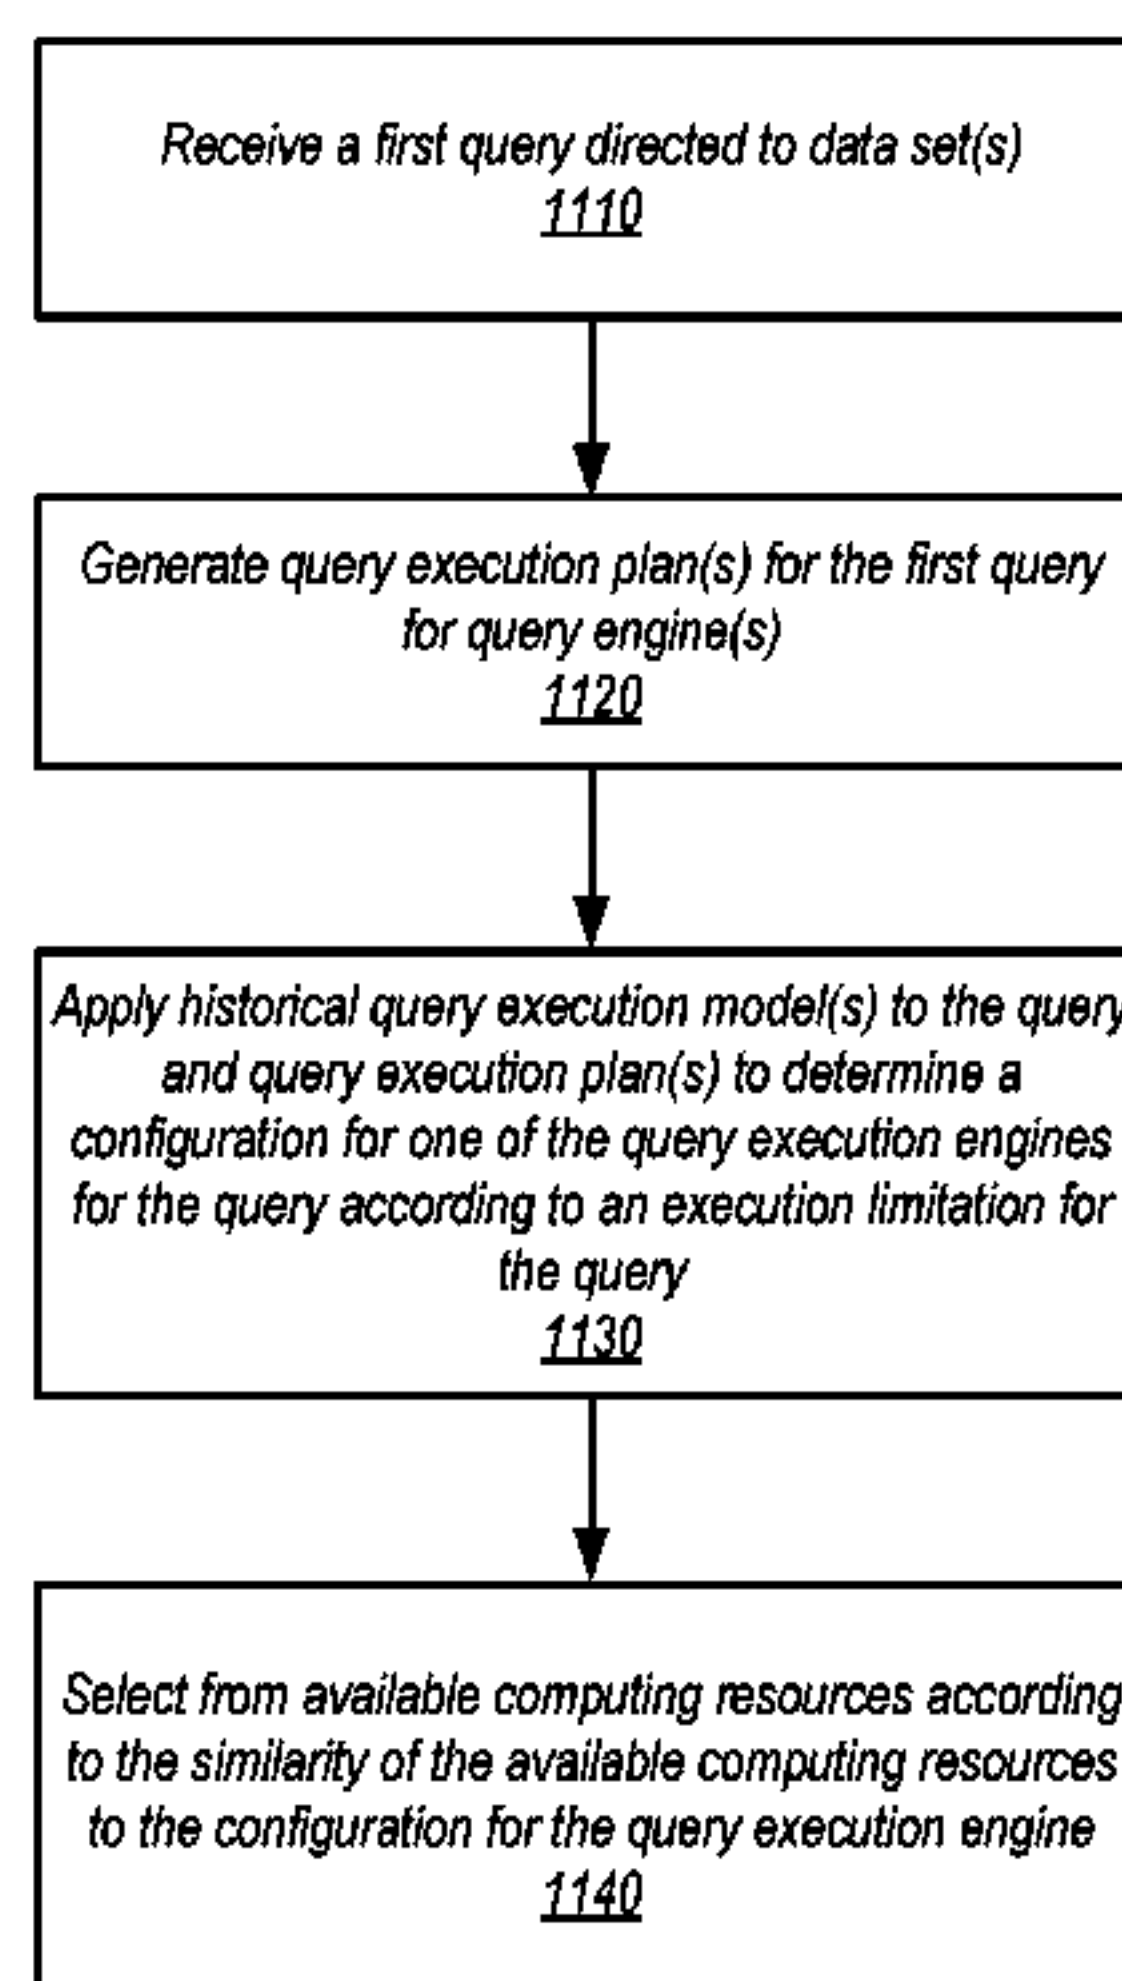 Receive a first query directed to data set(s)
1110
Generate query execution plan(s) for the first query
for query engine(s)
1120
Apply historical query execution model(s) to the query
and query execution plan(s) to determine a
configuration for one of the query execution engines
for the query according to an execution limitation for
the query
1130
Select from available computing resources according
to the similarity of the available computing resources
to the configuration for the query execution engine
1140